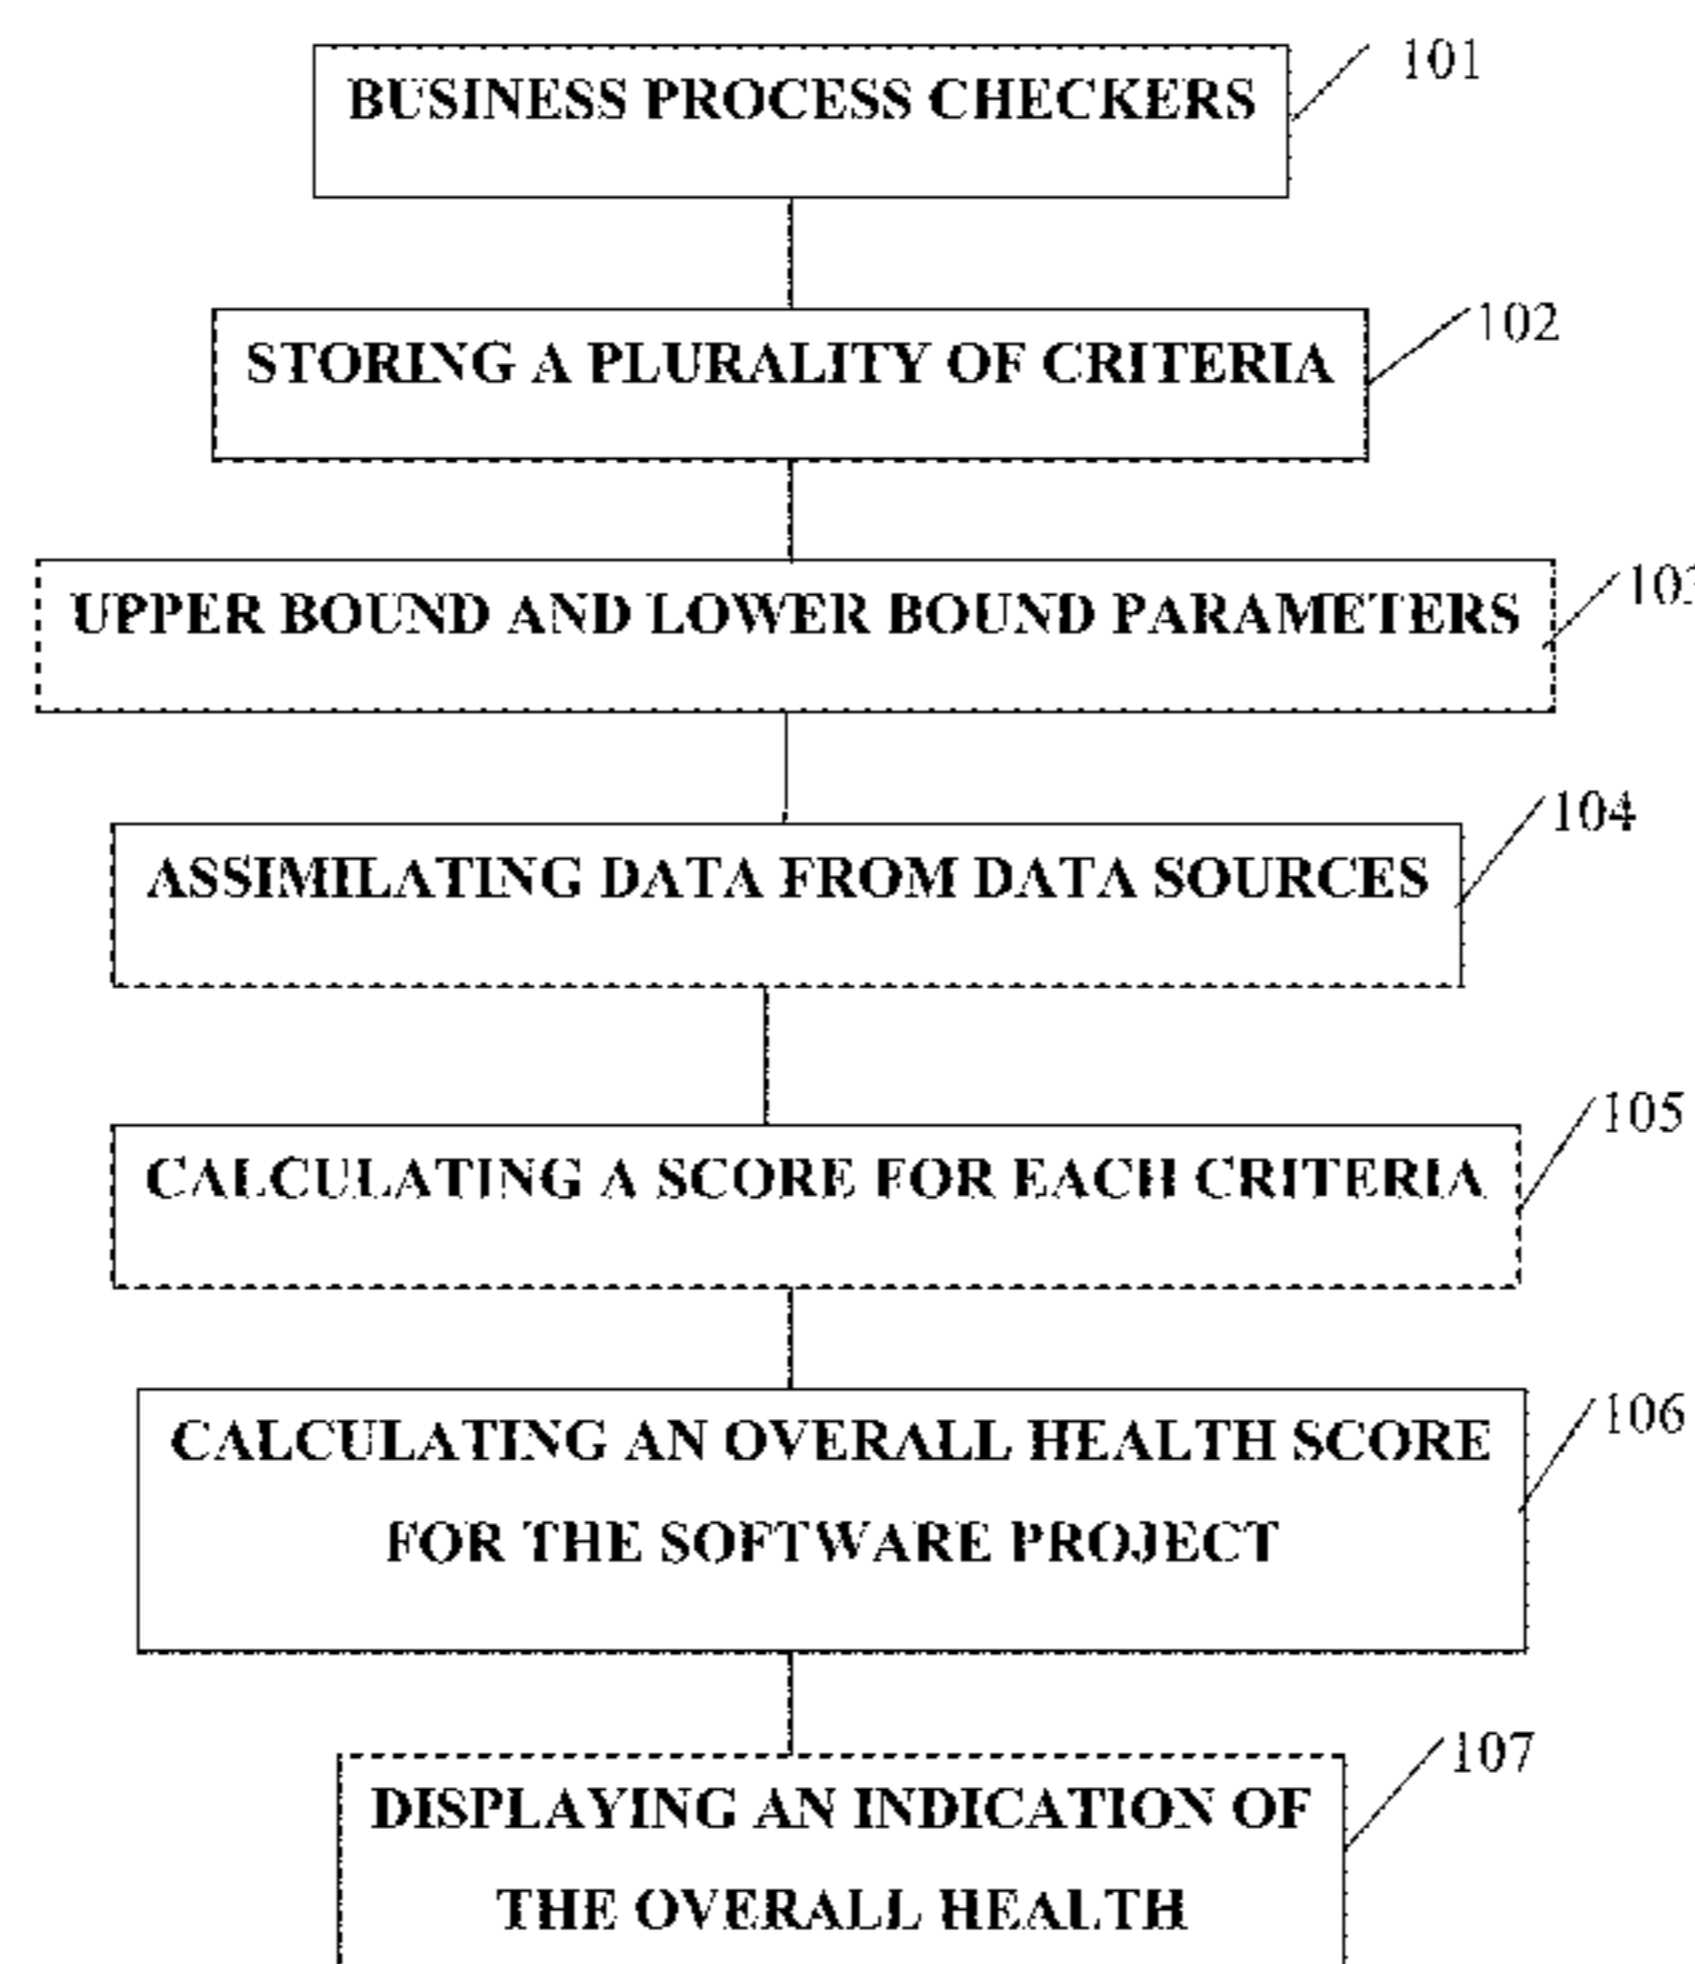 BUSINESS PROCESS CHECKERS
101
STORING A PLURALITY OF CRITERIA
102
UPPER BOUND AND LOWER BOUND PARAMETERS
103
ASSIMILATING DATA FROM DATA SOURCES
104
CALCULATING A SCORE FOR EACH CRITERIA
105
CALCULATING AN OVERALL HEALTH SCORE
FOR THE SOFTWARE PROJECT
106
DISPLAYING AN INDICATION OF
THE OVERALL HEALTH
107